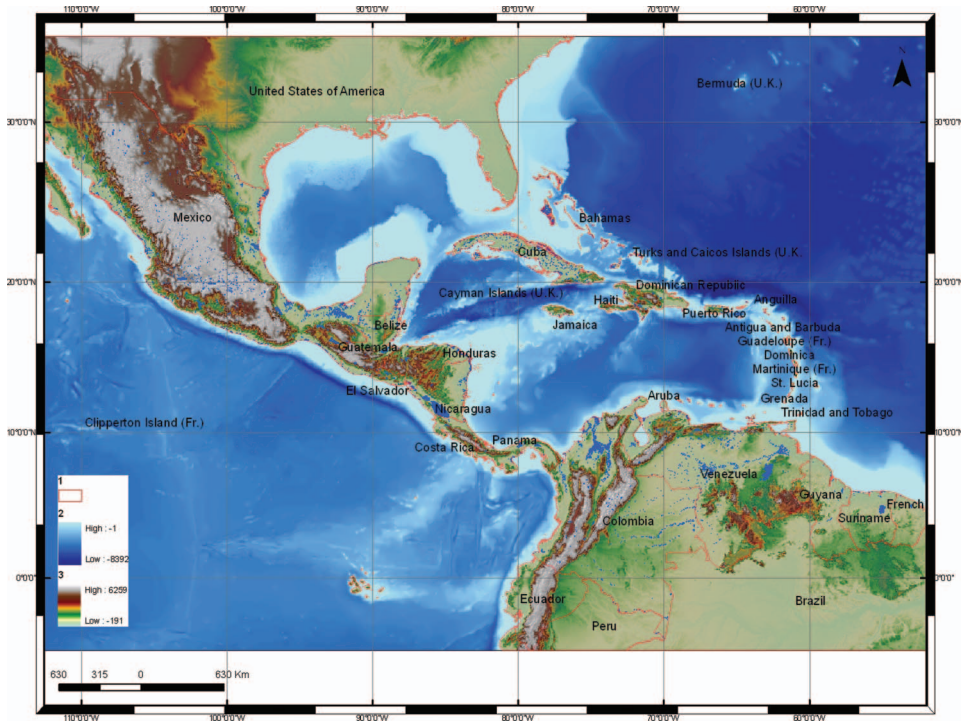 110°0'0"W 100°0'0"W 90°0'0"W 80°0'0"W 70°0'0"W 60°0'0"W
N
Bermuda (U.K.)
United States of America
30°0'0"N 30°0'0"N
Mexico
Bahamas
Cuba
Turks and Caicos Islands (U.K.
20°0'0"N 20°0'0"N
Dominican Republic
Cayman Islands (U.K.)
Haiti
Anguilla
Puerto Rico
Jamaica
Belize
Antigua and Barbuda
Guadeloupe (Fr.)
Guatemala
Honduras
Dominica
Martinique (Fr.)
St. Lucia
El Salvador
Aruba
Grenada
Nicaragua
Trinidad and Tobago
Clipperton Island (Fr.)
10°0'0"N 10°0'0"N
Panama
Costa Rica
Venezuela
Guyana
French
Suriname
Colombia
1
2
High : -1
Low : -8392
3
High : 6259
Low : -191
0°0'0" 0°0'0"
Ecuador
Brazil
Peru
630 315 0 630 Km
110°0'0"W 100°0'0"W 90°0'0"W 80°0'0"W 70°0'0"W 60°0'0"W